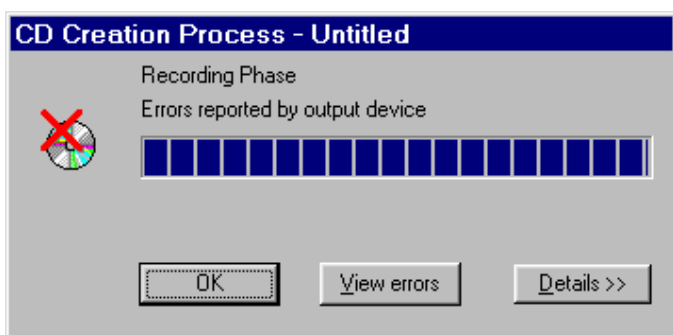 CD Creation Process - Untitled
Recording Phase
Errors reported by output device
OK View errors Details >>